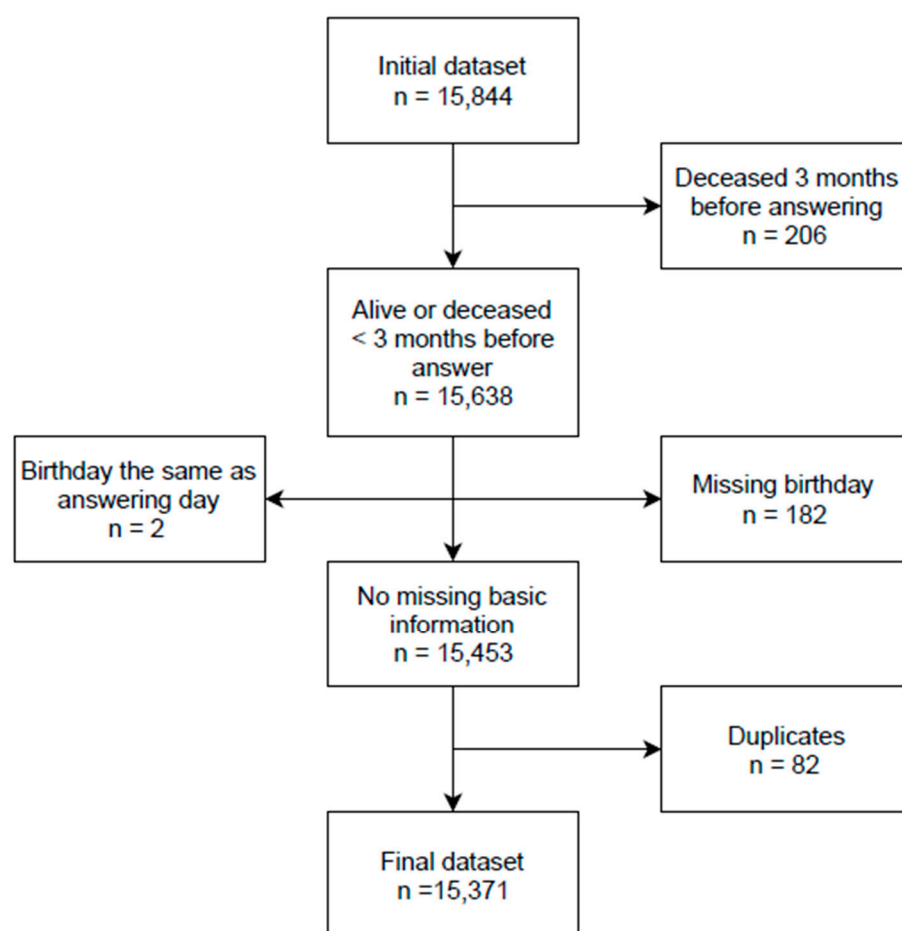 Initial dataset
n = 15,844
Deceased 3 months
before answering
n = 206
Alive or deceased
< 3 months before
answer
n = 15,638
Birthday the same as
answering day
n = 2
Missing birthday
n = 182
No missing basic
information
n = 15,453
Duplicates
n = 82
Final dataset
n =15,371